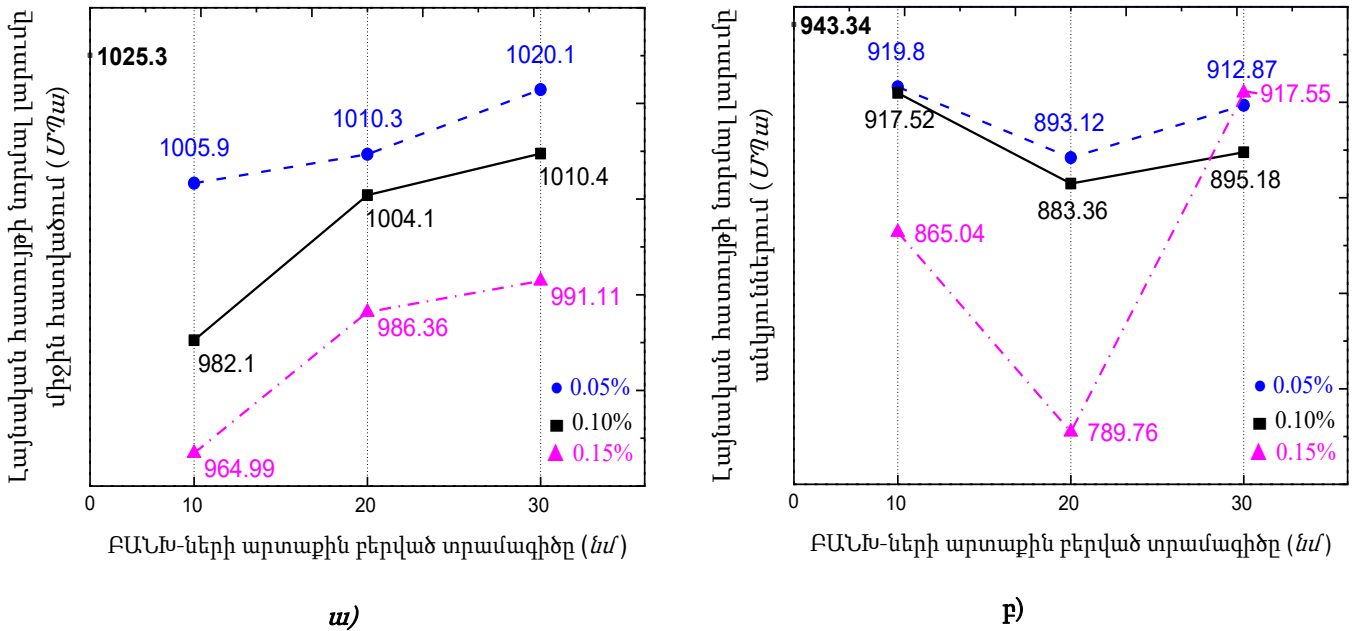 Լայնական հատույթի նորմալ լարումը
միջին հատվածում (ՄՊա)
1025.3
1020.1
1010.3
1005.9
1010.4
1004.1
982.1
991.11
986.36
964.99
0.05%
0.10%
0.15%
0 10 20 30
ԲԱՆԽ-ների արտաքին բերված տրամագիծը (նմ)
ա)
Լայնական հատույթի նորմալ լարումը
անկյուններում (ՄՊա)
943.34
919.8
912.87
917.55
917.52
893.12
895.18
883.36
865.04
789.76
0.05%
0.10%
0.15%
0 10 20 30
ԲԱՆԽ-ների արտաքին բերված տրամագիծը (նմ)
բ)